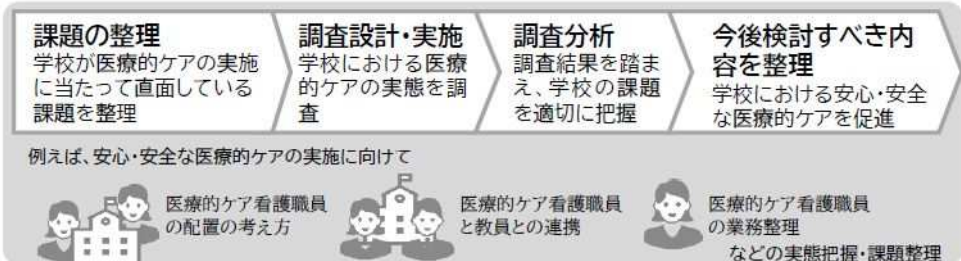 課題の整理
学校が医療的ケアの実施
に当たって直面している
課題を整理
調査設計・実施
学校における医療
的ケアの実態を調
査
調査分析
調査結果を踏ま
え、学校の課題
を適切に把握
今後検討すべき内
容を整理
学校における安心・安全
な医療的ケアを促進
例えば、安心・安全な医療的ケアの実施に向けて
医療的ケア看護職員
の配置の考え方
医療的ケア看護職員
と教員との連携
医療的ケア看護職員
の業務整理
などの実態把握・課題整理